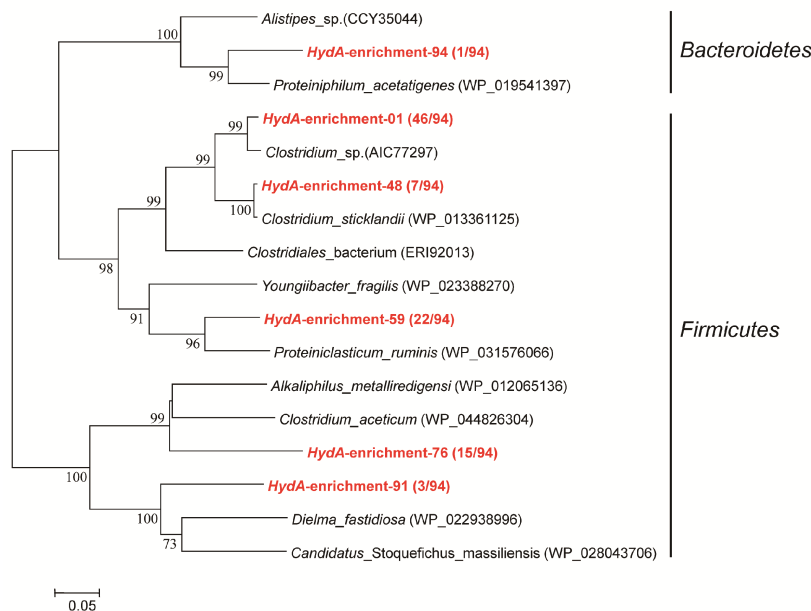 Alistipes_sp.(CCY35044)
100
HydA-enrichment-94 (1/94)
Bacteroidetes
99
Proteiniphilum_acetatigenes (WP_019541397)
HydA-enrichment-01 (46/94)
99
Clostridium_sp.(AIC77297)
99
HydA-enrichment-48 (7/94)
99
100
Clostridium_sticklandii (WP_013361125)
Clostridiales_bacterium (ERI92013)
98
Youngiibacter_fragilis (WP_023388270)
91
HydA-enrichment-59 (22/94)
Firmicutes
96
Proteiniclasticum_ruminis (WP_031576066)
Alkaliphilus_metalliredigensi (WP_012065136)
99
Clostridium_aceticum (WP_044826304)
HydA-enrichment-76 (15/94)
100
HydA-enrichment-91 (3/94)
100
Dielma_fastidiosa (WP_022938996)
73
Candidatus_Stoquefichus_massiliensis (WP_028043706)
0.05